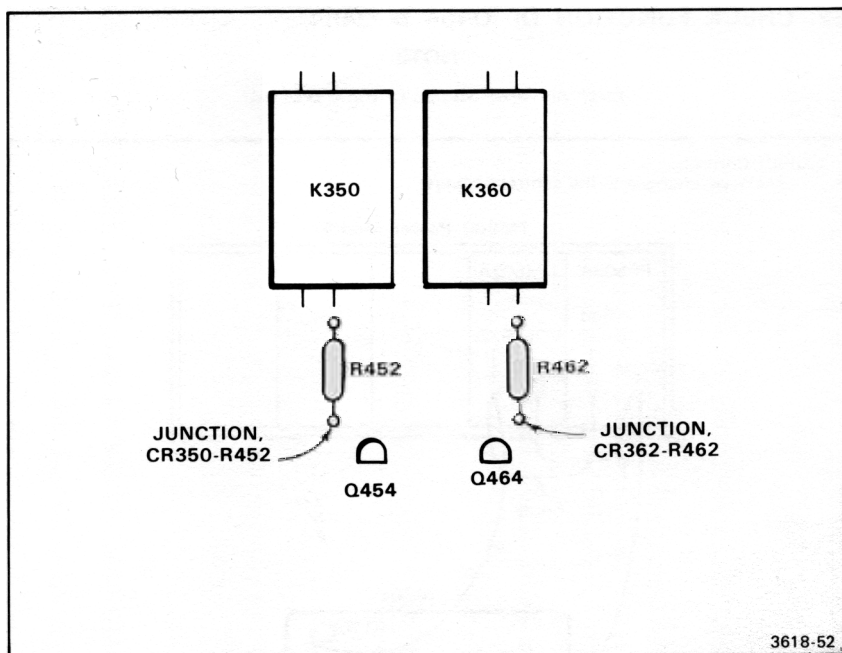 K350
K360
R452
R462
JUNCTION,
CR350-R452
JUNCTION,
CR362-R462
Q454
Q464
3618-52